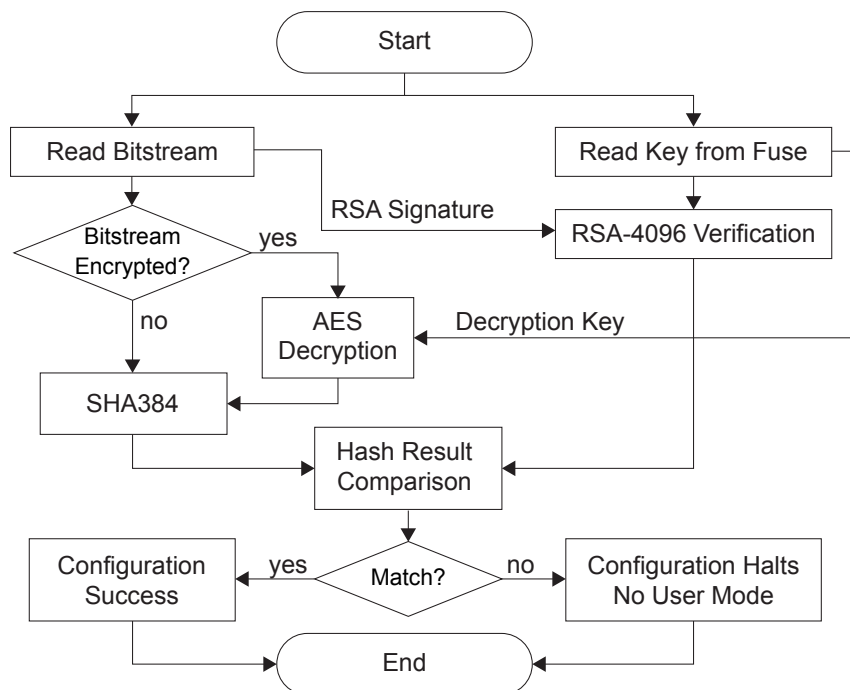 Start
Read Bitstream
Read Key from Fuse
RSA Signature
RSA-4096 Verification
Bitstream
Encrypted?
yes
no
AES
Decryption
Decryption Key
SHA384
Hash Result
Comparison
Configuration
Success
yes
Match?
no
Configuration Halts
No User Mode
End